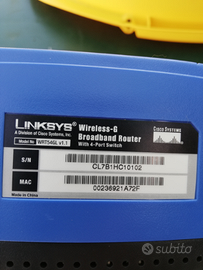 LINKSYS® Wireless-G
A Division of Cisco Systems, Inc. Broadband Router
Model No. WRT54GL v1.1 With 4-Port Switch
CISCO SYSTEMS
S/N
CL7B1HC10102
MAC
00236921A72F
Made in China
subito